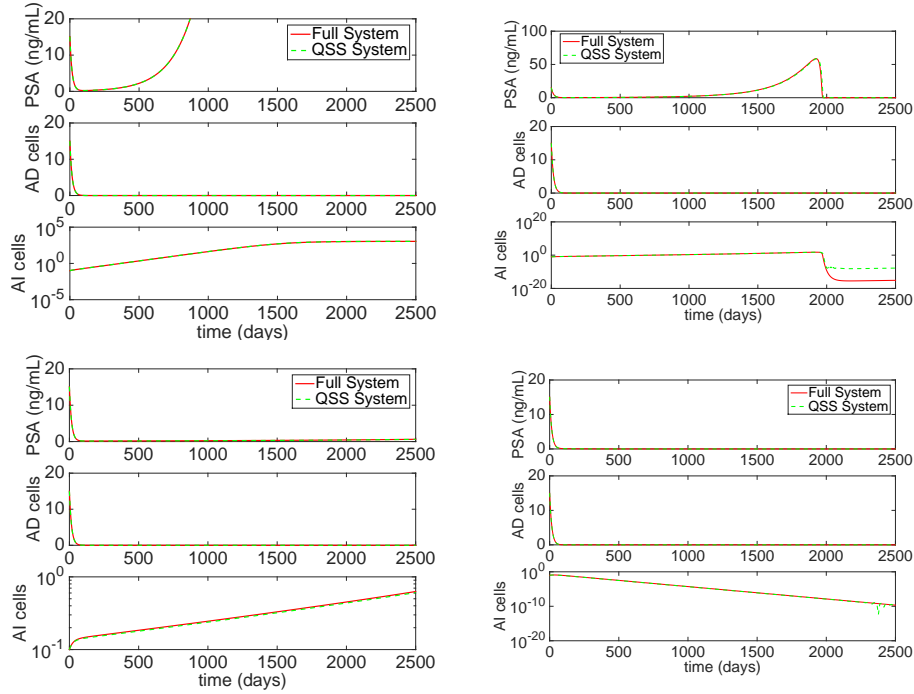 20
10
0
PSA (ng/mL)
Full System
QSS System
0 500 1000 1500 2000 2500
20
10
0
AD cells
0 500 1000 1500 2000 2500
10^5
10^0
10^-5
AI cells
0 500 1000 1500 2000 2500
time (days)
100
50
0
PSA (ng/mL)
Full System
QSS System
0 500 1000 1500 2000 2500
20
10
0
AD cells
0 500 1000 1500 2000 2500
10^20
10^0
10^-20
AI cells
0 500 1000 1500 2000 2500
time (days)
20
10
0
PSA (ng/mL)
Full System
QSS System
0 500 1000 1500 2000 2500
20
10
0
AD cells
0 500 1000 1500 2000 2500
10^0
10^-1
AI cells
0 500 1000 1500 2000 2500
time (days)
20
10
0
PSA (ng/mL)
Full System
QSS System
0 500 1000 1500 2000 2500
20
10
0
AD cells
0 500 1000 1500 2000 2500
10^0
10^-10
10^-20
AI cells
0 500 1000 1500 2000 2500
time (days)